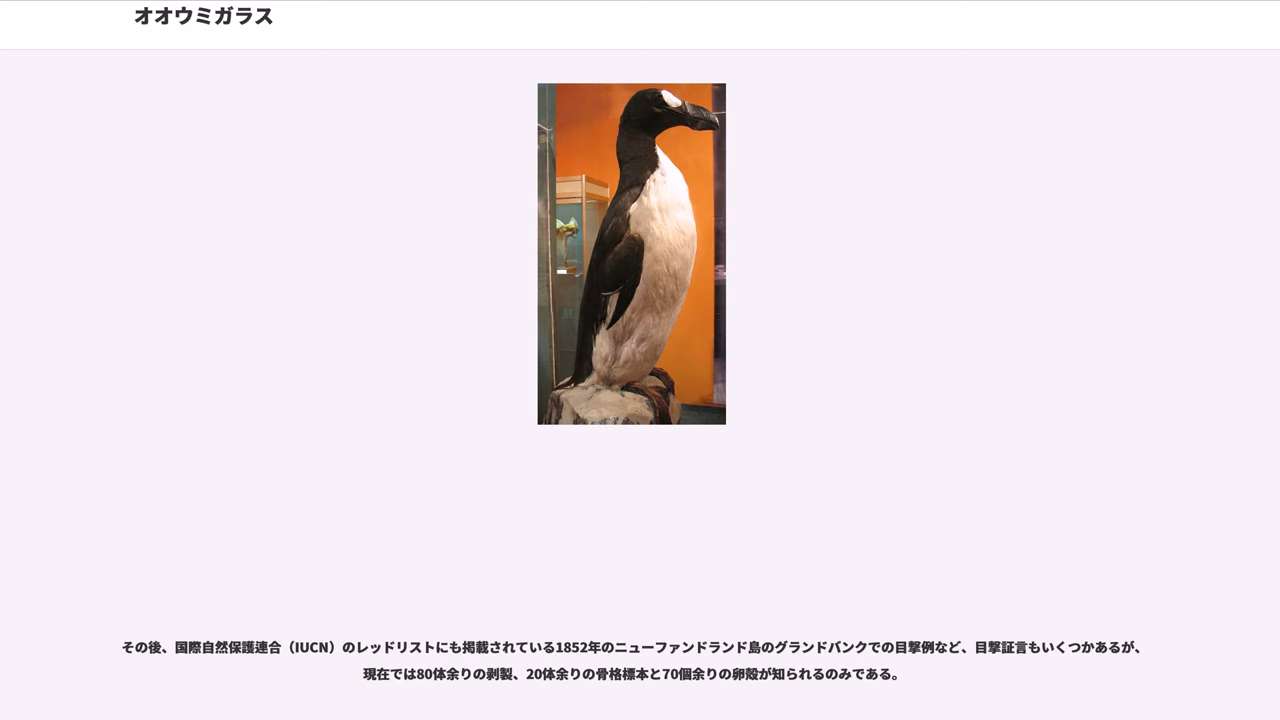 オオウミガラス
その後、国際自然保護連合（IUCN）のレッドリストにも掲載されている1852年のニューファンドランド島のグランドバンクでの目撃例など、目撃証言もいくつかあるが、
現在では80体余りの剥製、20体余りの骨格標本と70個余りの卵殻が知られるのみである。